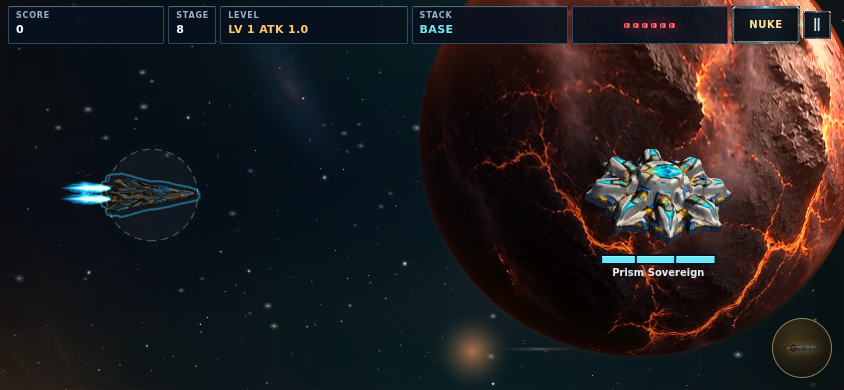 SCORE
0
STAGE
8
LEVEL
LV 1 ATK 1.0
STACK
BASE
NUKE
Prism Sovereign